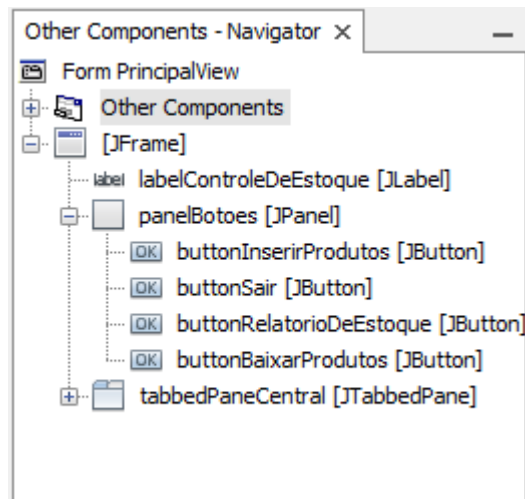 Other Components - Navigator
Form PrincipalView
Other Components
[JFrame]
label labelControleDeEstoque [JLabel]
panelBotoes [JPanel]
OK buttonInserirProdutos [JButton]
OK buttonSair [JButton]
OK buttonRelatorioDeEstoque [JButton]
OK buttonBaixarProdutos [JButton]
tabbedPaneCentral [JTabbedPane]